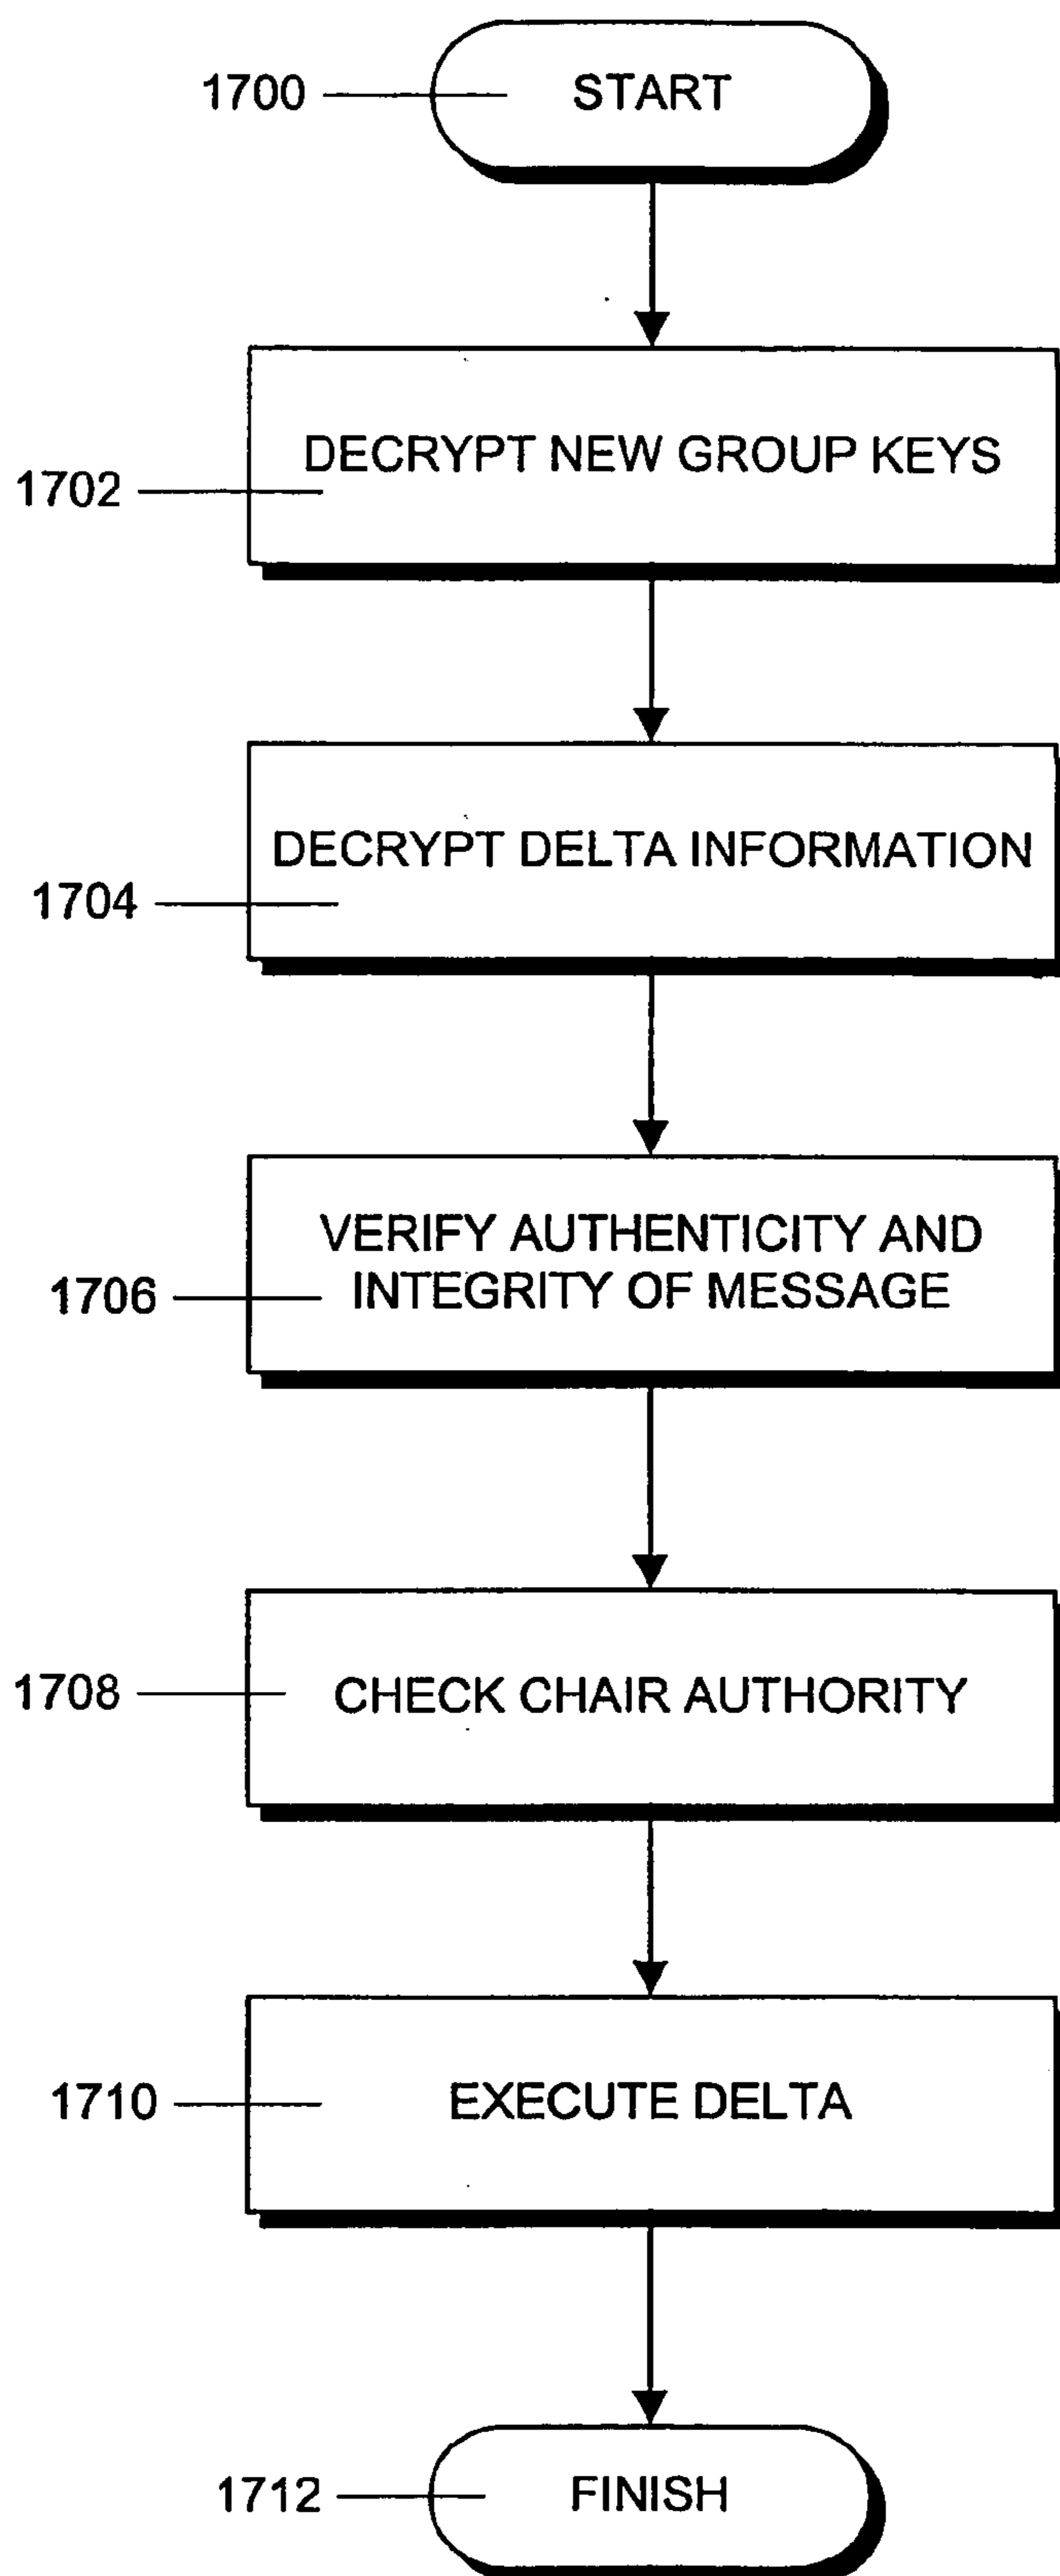 1700 START
DECRYPT NEW GROUP KEYS
1702
DECRYPT DELTA INFORMATION
1704
VERIFY AUTHENTICITY AND
INTEGRITY OF MESSAGE
1706
1708 CHECK CHAIR AUTHORITY
1710 EXECUTE DELTA
1712 FINISH